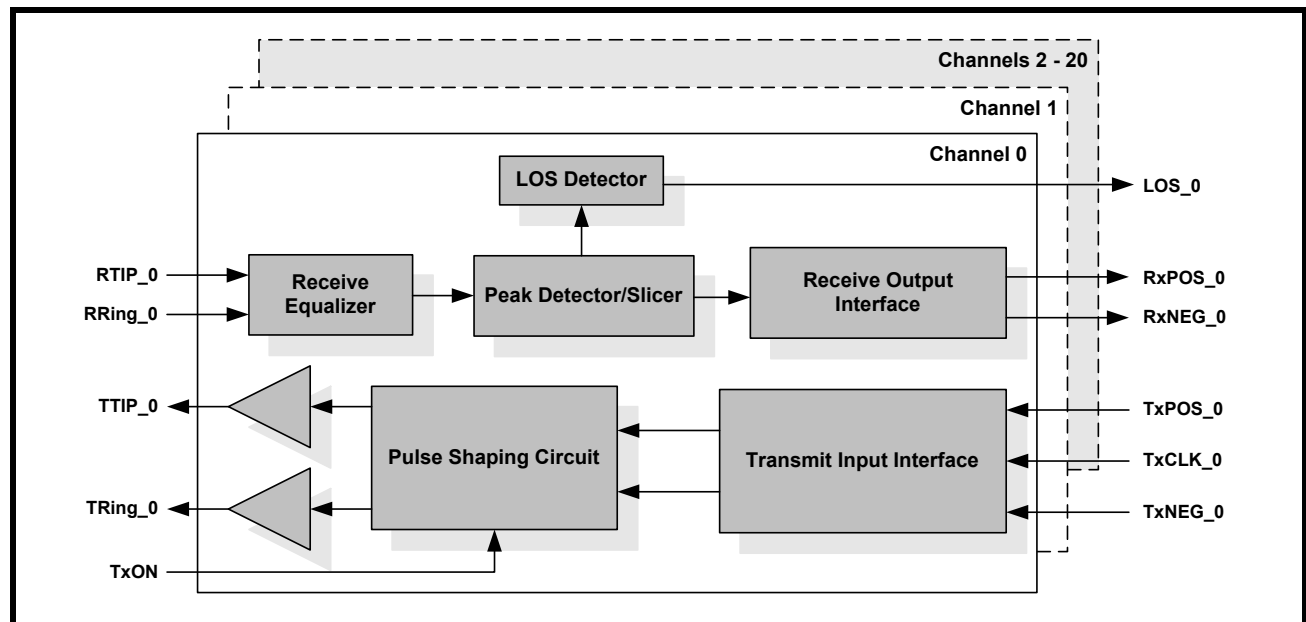 Channels 2 - 20
Channel 1
Channel 0
LOS Detector
LOS_0
RTIP_0
RRing_0
Receive
Equalizer
Peak Detector/Slicer
Receive Output
Interface
RxPOS_0
RxNEG_0
TTIP_0
TRing_0
TxON
Pulse Shaping Circuit
Transmit Input Interface
TxPOS_0
TxCLK_0
TxNEG_0